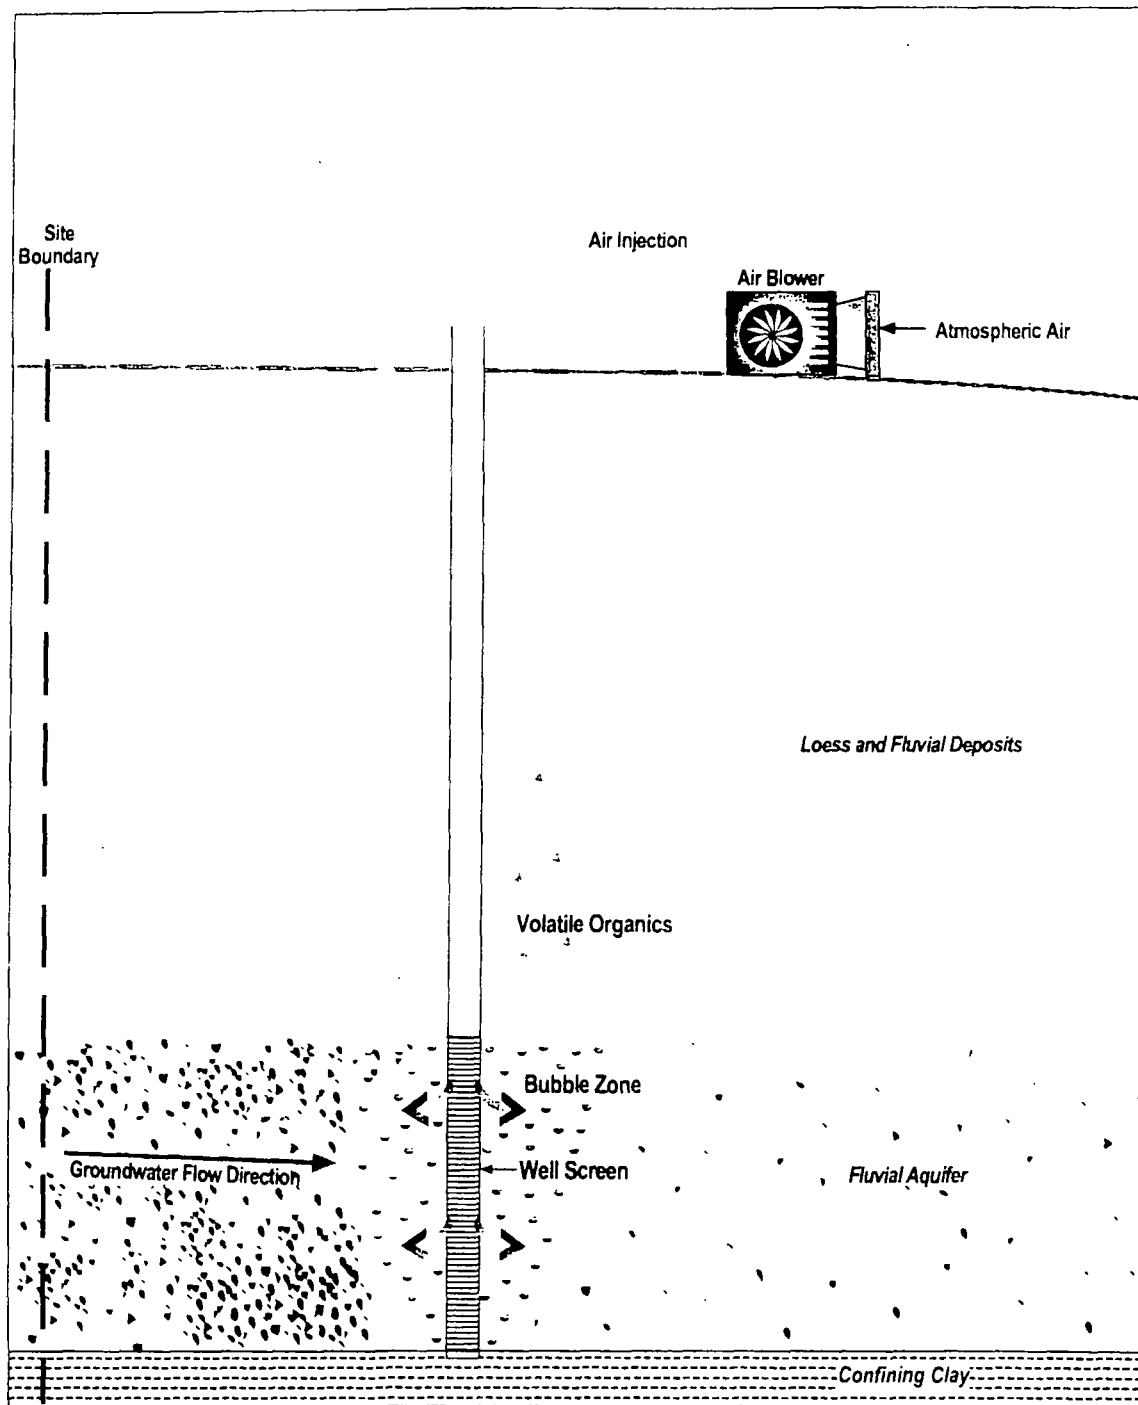 Site
Boundary
Air Injection
Air Blower
Atmospheric Air
Loess and Fluvial Deposits
Volatile Organics
Bubble Zone
Groundwater Flow Direction
Well Screen
Fluvial Aquifer
Confining Clay